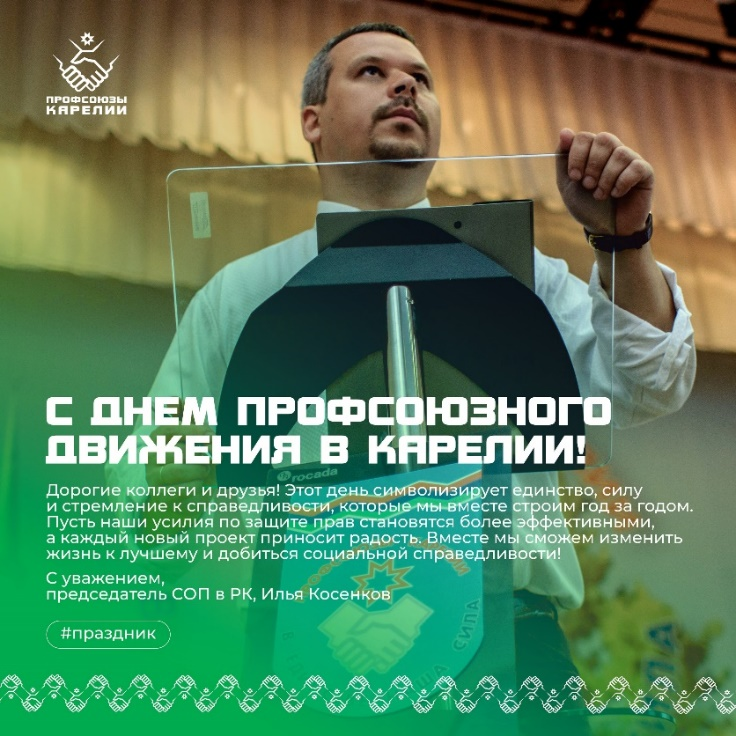 ПРОФСОЮЗЫ
КАРЕЛИИ
С ДНЕМ ПРОФСОЮЗНОГО
ДВИЖЕНИЯ В КАРЕЛИИ!
rocada
Дорогие коллеги и друзья! Этот день символизирует единство, силу
и стремление к справедливости, которые мы вместе строим год за годом.
Пусть наши усилия по защите прав становятся более эффективными,
а каждый новый проект приносит радость. Вместе мы сможем изменить
жизнь к лучшему и добиться социальной справедливости!
С уважением,
председатель СОП в РК, Илья Косенков
СИЛА
#праздник